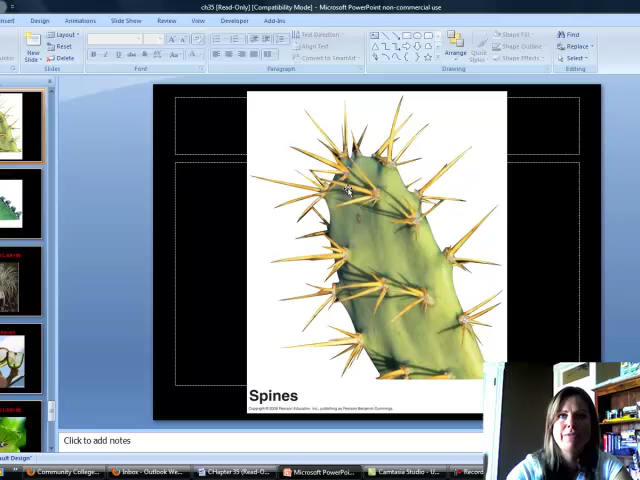 ch35 [Read-Only] [Compatibility Mode] - Microsoft PowerPoint non-commercial use
Insert Design Animations Slide Show Review View Developer Add-Ins
New Slide
Layout
Reset
Delete
Slides
Font
Text Direction
Align Text
Convert to SmartArt
Paragraph
Arrange
Quick Styles
Shape Fill
Shape Outline
Shape Effects
Drawing
Find
Replace
Select
Editing
Spines
Copyright © 2008 Pearson Education, Inc., publishing as Pearson Benjamin Cummings.
Click to add notes
ault Design"
Community College...
Inbox - Outlook We...
CHapter 35 (Read-O...
Microsoft PowerPoi...
Camtasia Studio - U...
Record